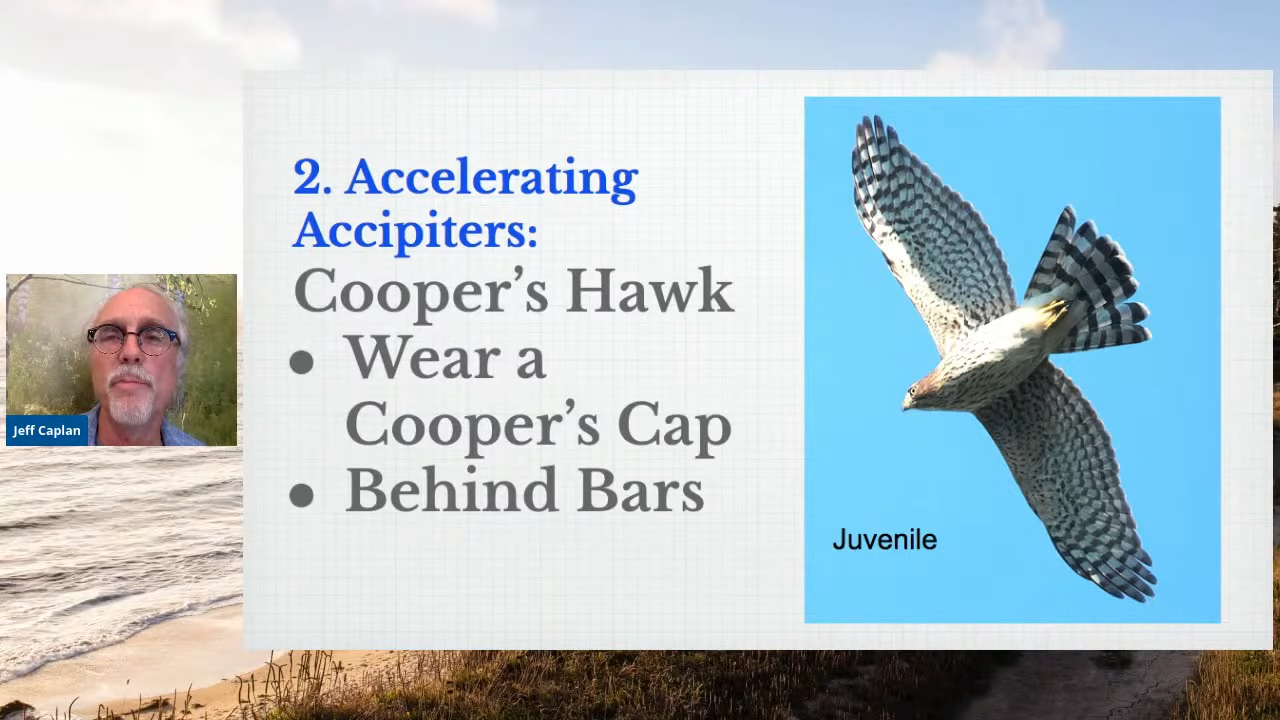 2. Accelerating
Accipiters:
Cooper’s Hawk
● Wear a
Cooper’s Cap
● Behind Bars
Juvenile
Jeff Caplan